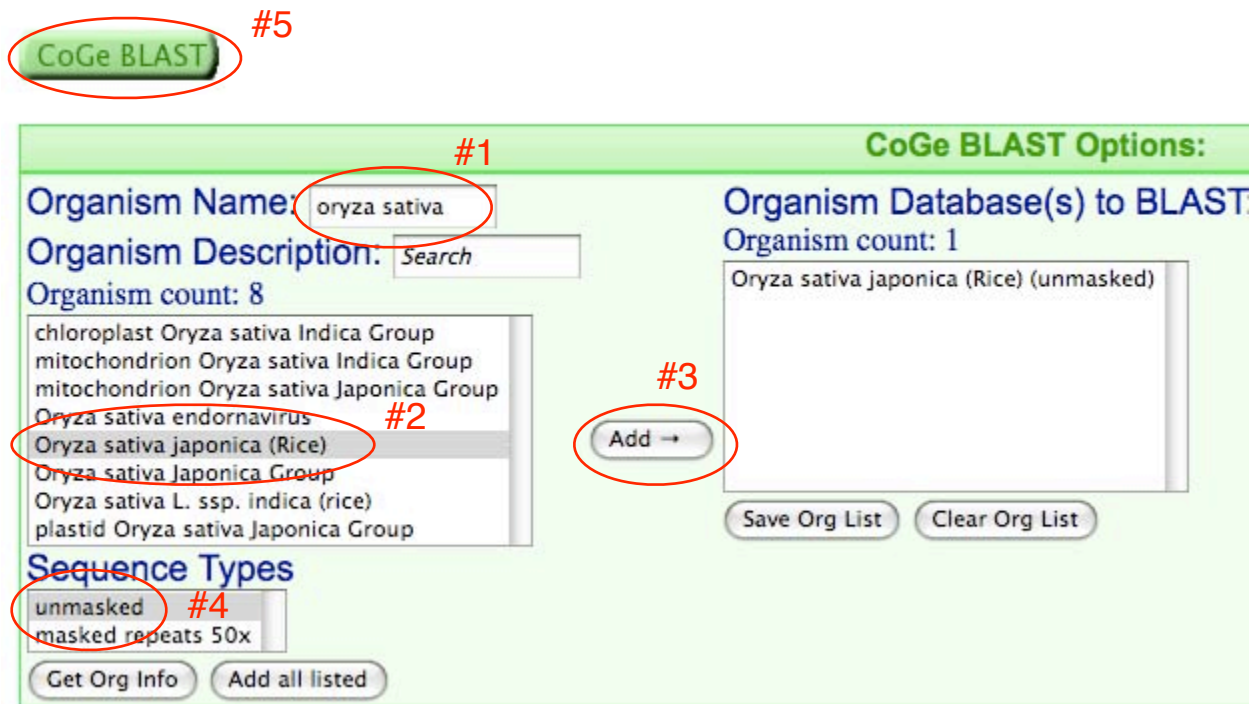 #5
CoGe BLAST
CoGe BLAST Options:
#1
Organism Name: oryza sativa
Organism Description: Search
Organism count: 8
chloroplast Oryza sativa Indica Group
mitochondrion Oryza sativa Indica Group
mitochondrion Oryza sativa Japonica Group
Oryza sativa endornavirus
#2
Oryza sativa japonica (Rice)
Oryza sativa Japonica Group
Oryza sativa L. ssp. indica (rice)
plastid Oryza sativa Japonica Group
Sequence Types
unmasked
#4
masked repeats 50x
Get Org Info
Add all listed
#3
Add →
Organism Database(s) to BLAST:
Organism count: 1
Oryza sativa japonica (Rice) (unmasked)
Save Org List
Clear Org List